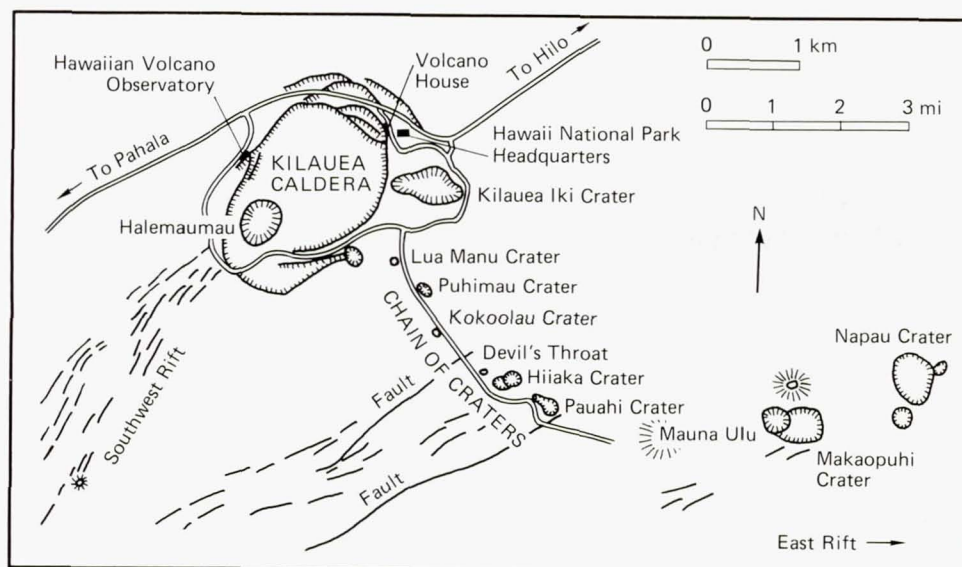 Hawaiian Volcano
Observatory
Volcano
House
To Hilo
0 1 km
0 1 2 3 mi
To Pahala
KILAUEA
CALDERA
Hawaii National Park
Headquarters
Kilauea Iki Crater
Halemaumau
N
Lua Manu Crater
Puhimau Crater
Kokoolau Crater
CHAIN OF CRATERS
Devil's Throat
Hiiaka Crater
Pauahi Crater
Napau Crater
Fault
Southwest Rift
Mauna Ulu
Makaopuhi
Crater
Fault
East Rift